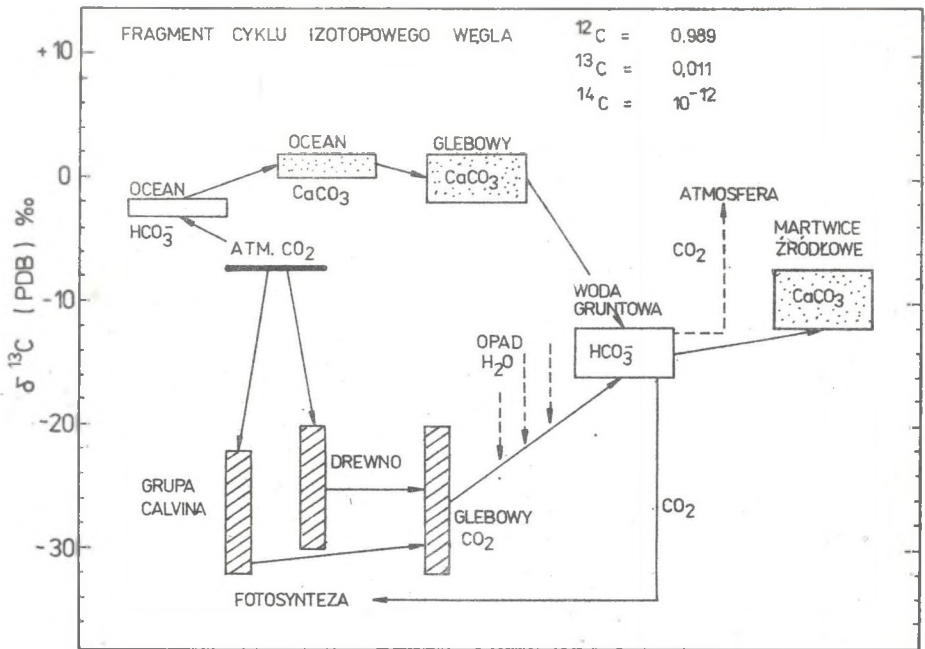 FRAGMENT CYKLU IZOTOPOWEGO WĘGLA
¹²C = 0.989
¹³C = 0,011
¹⁴C = 10⁻¹²
δ ¹³C (PDB) ‰
+10
0
-10
-20
-30
OCEAN
HCO₃⁻
OCEAN
CaCO₃
GLEBOWY
CaCO₃
ATM. CO₂
ATMOSFERA
CO₂
MARTWICE
ŹRÓDŁOWE
CaCO₃
WODA
GRUNTOWA
HCO₃⁻
OPAD
H₂O
GRUPA
CALVINA
DREWNO
GLEBOWY
CO₂
CO₂
FOTOSYNTEZA